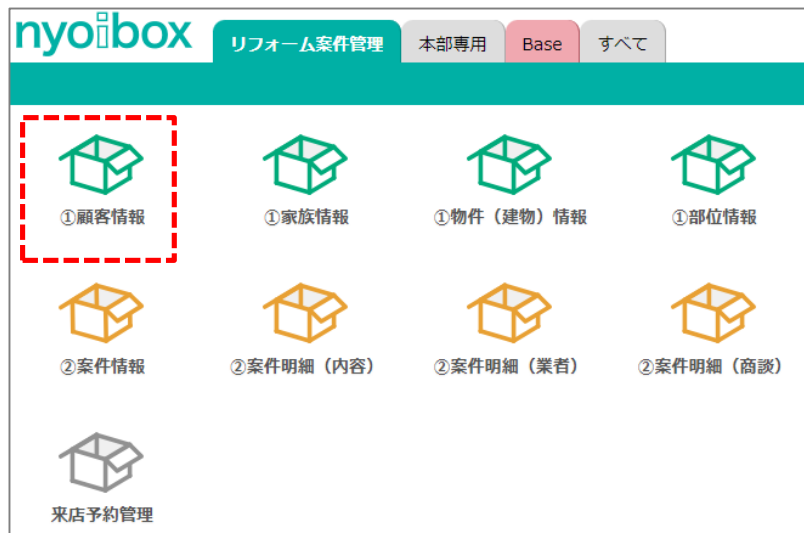 nyoibox
リフォーム案件管理 本部専用 Base すべて
①顧客情報 ①家族情報 ①物件（建物）情報 ①部位情報
②案件情報 ②案件明細（内容） ②案件明細（業者） ②案件明細（商談）
来店予約管理